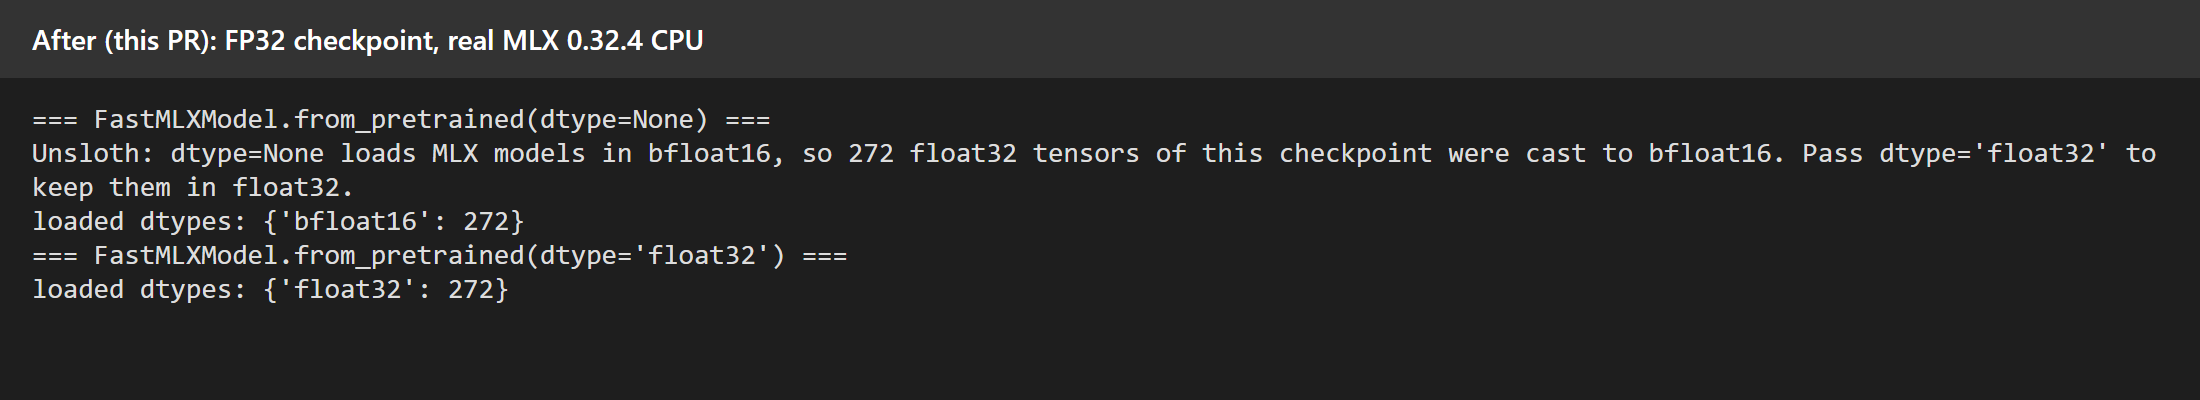 After (this PR): FP32 checkpoint, real MLX 0.32.4 CPU
=== FastMLXModel.from_pretrained(dtype=None) ===
Unsloth: dtype=None loads MLX models in bfloat16, so 272 float32 tensors of this checkpoint were cast to bfloat16. Pass dtype='float32' to
keep them in float32.
loaded dtypes: {'bfloat16': 272}
=== FastMLXModel.from_pretrained(dtype='float32') ===
loaded dtypes: {'float32': 272}